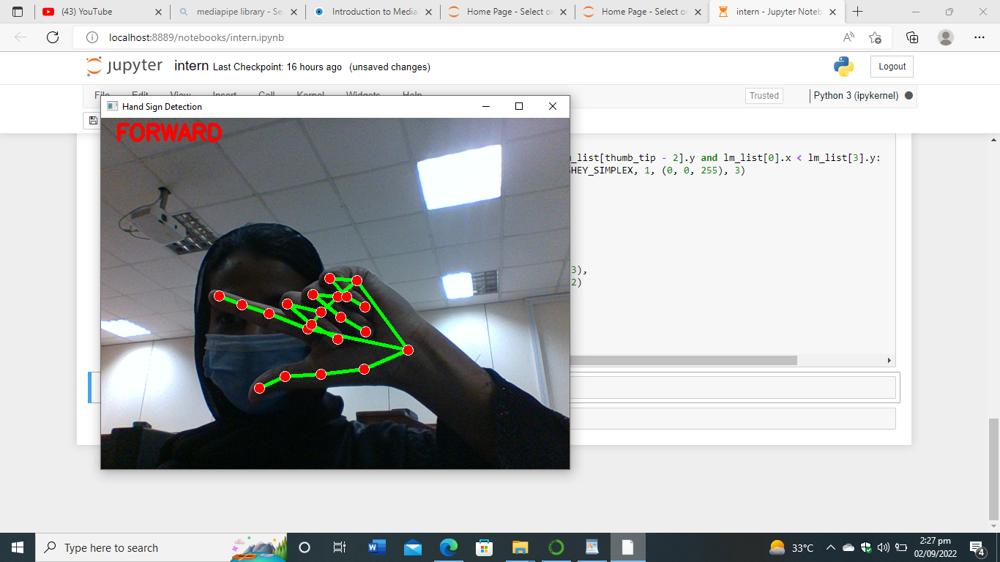 (43) YouTube
mediapipe library - Se
Introduction to Media
Home Page - Select or
Home Page - Select or
intern - Jupyter Noteb
localhost:8889/notebooks/intern.ipynb
jupyter intern Last Checkpoint: 16 hours ago (unsaved changes)
Logout
File Edit View Insert Cell Kernel Widgets Help
Trusted
Python 3 (ipykernel)
Hand Sign Detection
FORWARD
_list[thumb_tip - 2].y and lm_list[0].x < lm_list[3].y:
HEY_SIMPLEX, 1, (0, 0, 255), 3)
3),
2)
Type here to search
33°C
2:27 pm
02/09/2022
4